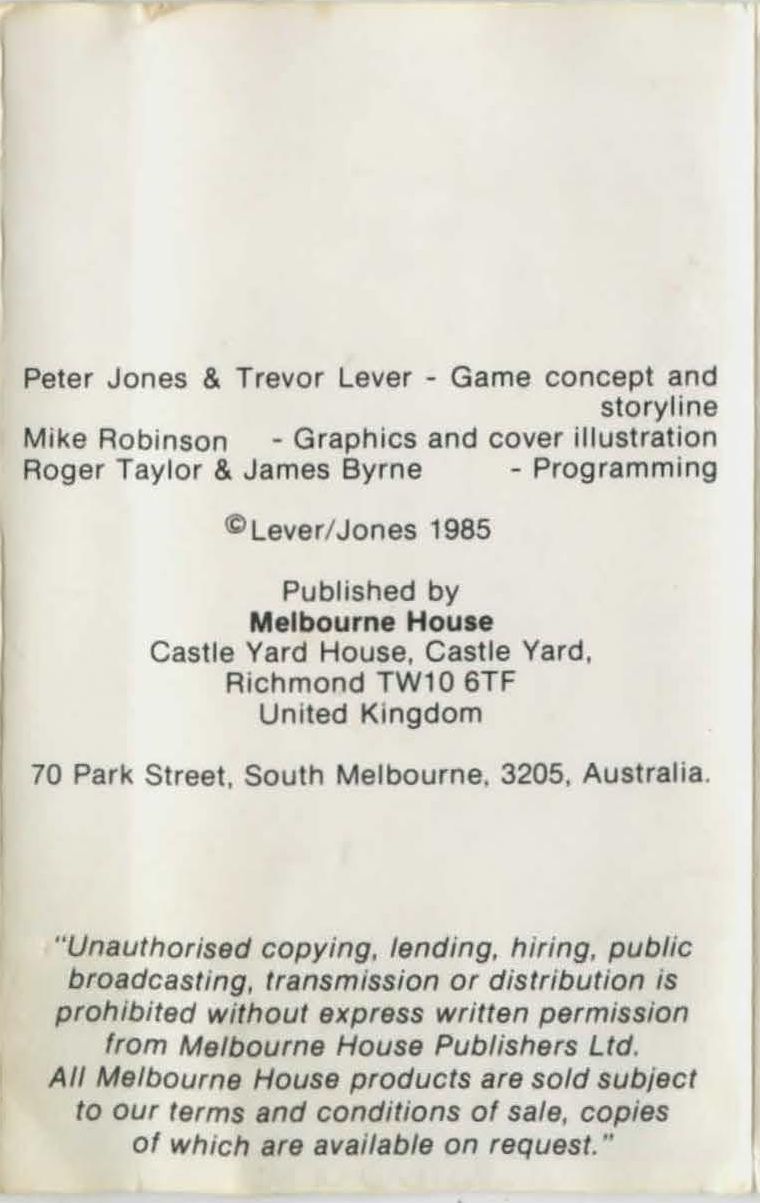 Peter Jones & Trevor Lever - Game concept and
storyline
Mike Robinson - Graphics and cover illustration
Roger Taylor & James Byrne - Programming
©Lever/Jones 1985
Published by
Melbourne House
Castle Yard House, Castle Yard,
Richmond TW10 6TF
United Kingdom
70 Park Street, South Melbourne, 3205, Australia.
"Unauthorised copying, lending, hiring, public
broadcasting, transmission or distribution is
prohibited without express written permission
from Melbourne House Publishers Ltd.
All Melbourne House products are sold subject
to our terms and conditions of sale, copies
of which are available on request."